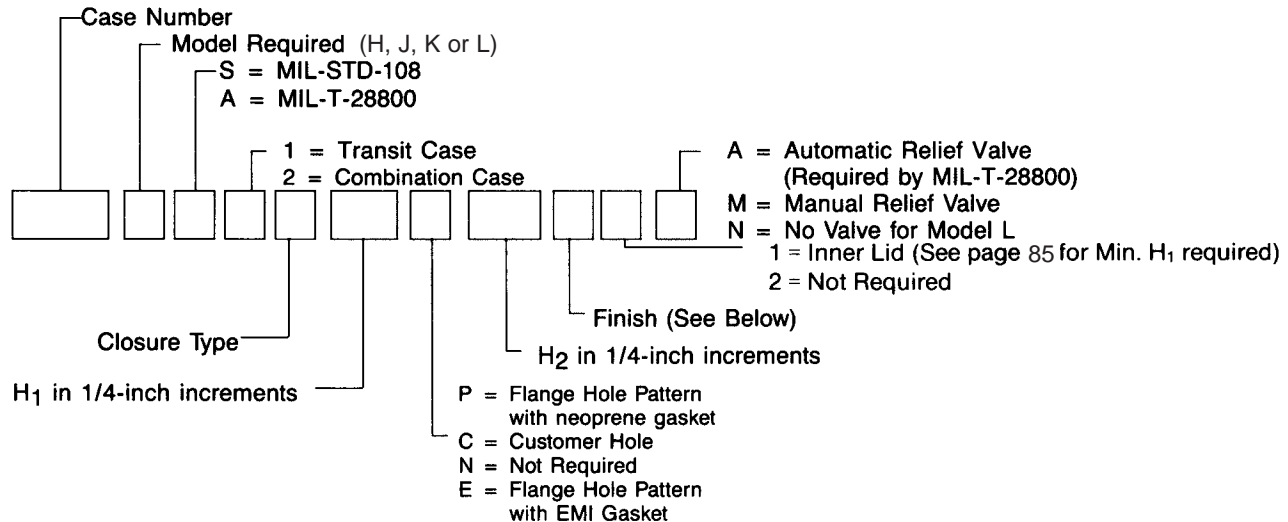 Case Number
Model Required (H, J, K or L)
S = MIL-STD-108
A = MIL-T-28800
1 = Transit Case
2 = Combination Case
A = Automatic Relief Valve
(Required by MIL-T-28800)
M = Manual Relief Valve
N = No Valve for Model L
1 = Inner Lid (See page 85 for Min. H₁ required)
2 = Not Required
Finish (See Below)
Closure Type
H₂ in 1/4-inch increments
H₁ in 1/4-inch increments
P = Flange Hole Pattern
with neoprene gasket
C = Customer Hole
N = Not Required
E = Flange Hole Pattern
with EMI Gasket